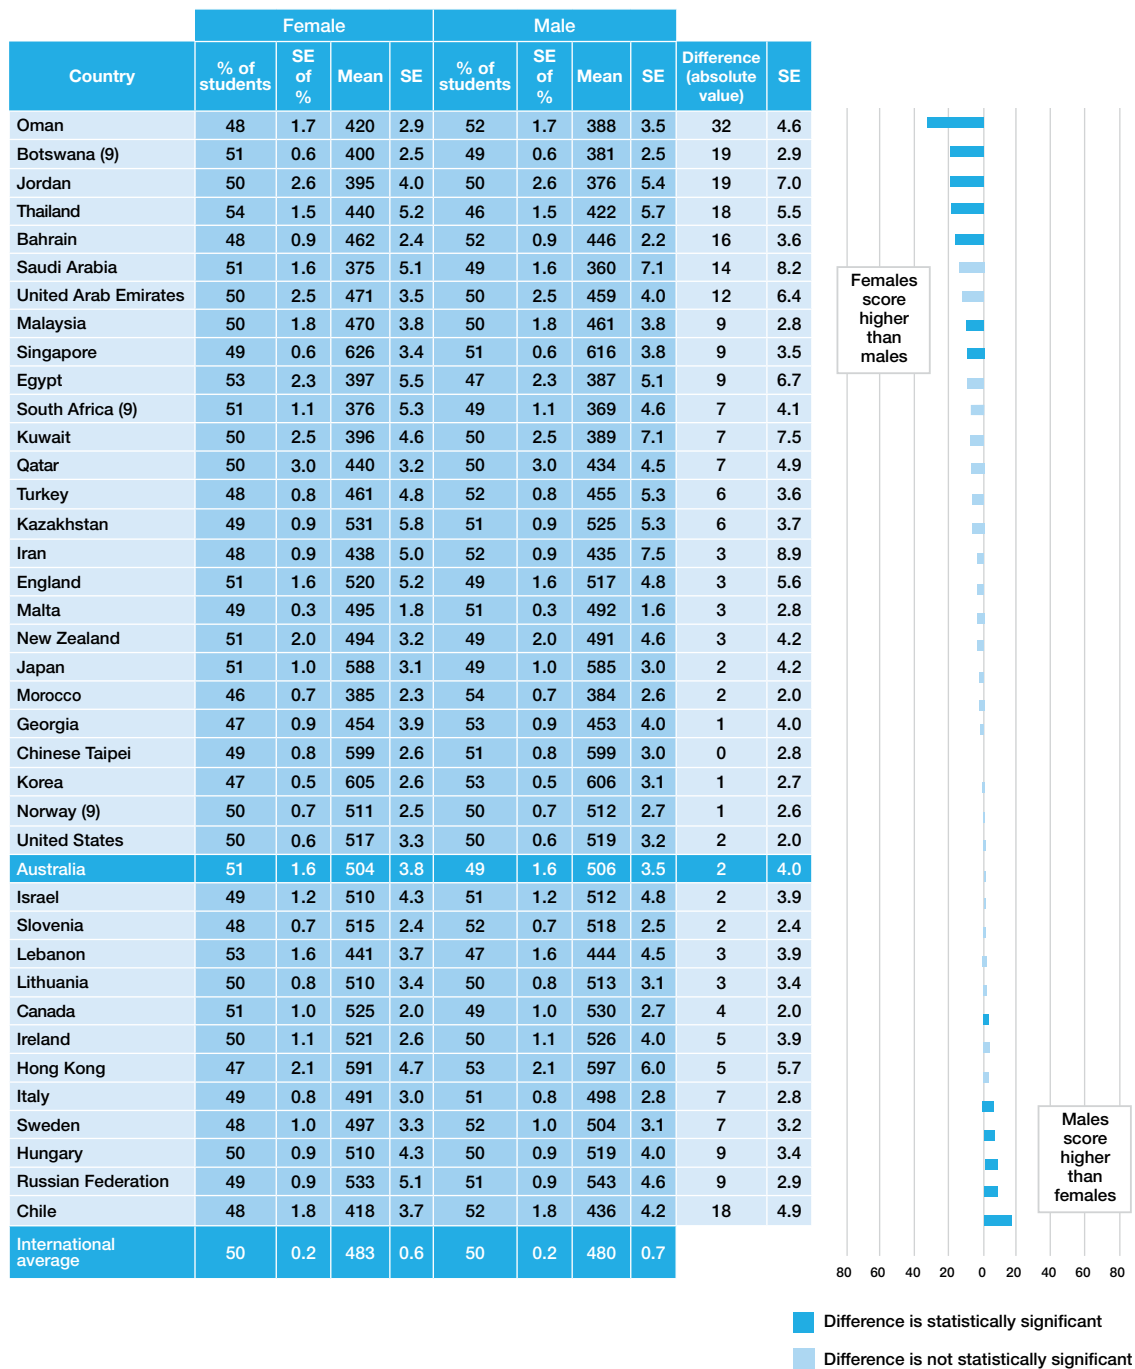 Female Male
Country % of students SE of % Mean SE % of students SE of % Mean SE Difference (absolute value) SE
Oman 48 1.7 420 2.9 52 1.7 388 3.5 32 4.6
Botswana (9) 51 0.6 400 2.5 49 0.6 381 2.5 19 2.9
Jordan 50 2.6 395 4.0 50 2.6 376 5.4 19 7.0
Thailand 54 1.5 440 5.2 46 1.5 422 5.7 18 5.5
Bahrain 48 0.9 462 2.4 52 0.9 446 2.2 16 3.6
Saudi Arabia 51 1.6 375 5.1 49 1.6 360 7.1 14 8.2
United Arab Emirates 50 2.5 471 3.5 50 2.5 459 4.0 12 6.4
Malaysia 50 1.8 470 3.8 50 1.8 461 3.8 9 2.8
Singapore 49 0.6 626 3.4 51 0.6 616 3.8 9 3.5
Egypt 53 2.3 397 5.5 47 2.3 387 5.1 9 6.7
South Africa (9) 51 1.1 376 5.3 49 1.1 369 4.6 7 4.1
Kuwait 50 2.5 396 4.6 50 2.5 389 7.1 7 7.5
Qatar 50 3.0 440 3.2 50 3.0 434 4.5 7 4.9
Turkey 48 0.8 461 4.8 52 0.8 455 5.3 6 3.6
Kazakhstan 49 0.9 531 5.8 51 0.9 525 5.3 6 3.7
Iran 48 0.9 438 5.0 52 0.9 435 7.5 3 8.9
England 51 1.6 520 5.2 49 1.6 517 4.8 3 5.6
Malta 49 0.3 495 1.8 51 0.3 492 1.6 3 2.8
New Zealand 51 2.0 494 3.2 49 2.0 491 4.6 3 4.2
Japan 51 1.0 588 3.1 49 1.0 585 3.0 2 4.2
Morocco 46 0.7 385 2.3 54 0.7 384 2.6 2 2.0
Georgia 47 0.9 454 3.9 53 0.9 453 4.0 1 4.0
Chinese Taipei 49 0.8 599 2.6 51 0.8 599 3.0 0 2.8
Korea 47 0.5 605 2.6 53 0.5 606 3.1 1 2.7
Norway (9) 50 0.7 511 2.5 50 0.7 512 2.7 1 2.6
United States 50 0.6 517 3.3 50 0.6 519 3.2 2 2.0
Australia 51 1.6 504 3.8 49 1.6 506 3.5 2 4.0
Israel 49 1.2 510 4.3 51 1.2 512 4.8 2 3.9
Slovenia 48 0.7 515 2.4 52 0.7 518 2.5 2 2.4
Lebanon 53 1.6 441 3.7 47 1.6 444 4.5 3 3.9
Lithuania 50 0.8 510 3.4 50 0.8 513 3.1 3 3.4
Canada 51 1.0 525 2.0 49 1.0 530 2.7 4 2.0
Ireland 50 1.1 521 2.6 50 1.1 526 4.0 5 3.9
Hong Kong 47 2.1 591 4.7 53 2.1 597 6.0 5 5.7
Italy 49 0.8 491 3.0 51 0.8 498 2.8 7 2.8
Sweden 48 1.0 497 3.3 52 1.0 504 3.1 7 3.2
Hungary 50 0.9 510 4.3 50 0.9 519 4.0 9 3.4
Russian Federation 49 0.9 533 5.1 51 0.9 543 4.6 9 2.9
Chile 48 1.8 418 3.7 52 1.8 436 4.2 18 4.9
International average 50 0.2 483 0.6 50 0.2 480 0.7
Females
score
higher
than
males
Males
score
higher
than
females
80 60 40 20 0 20 40 60 80
Difference is statistically significant
Difference is not statistically significant